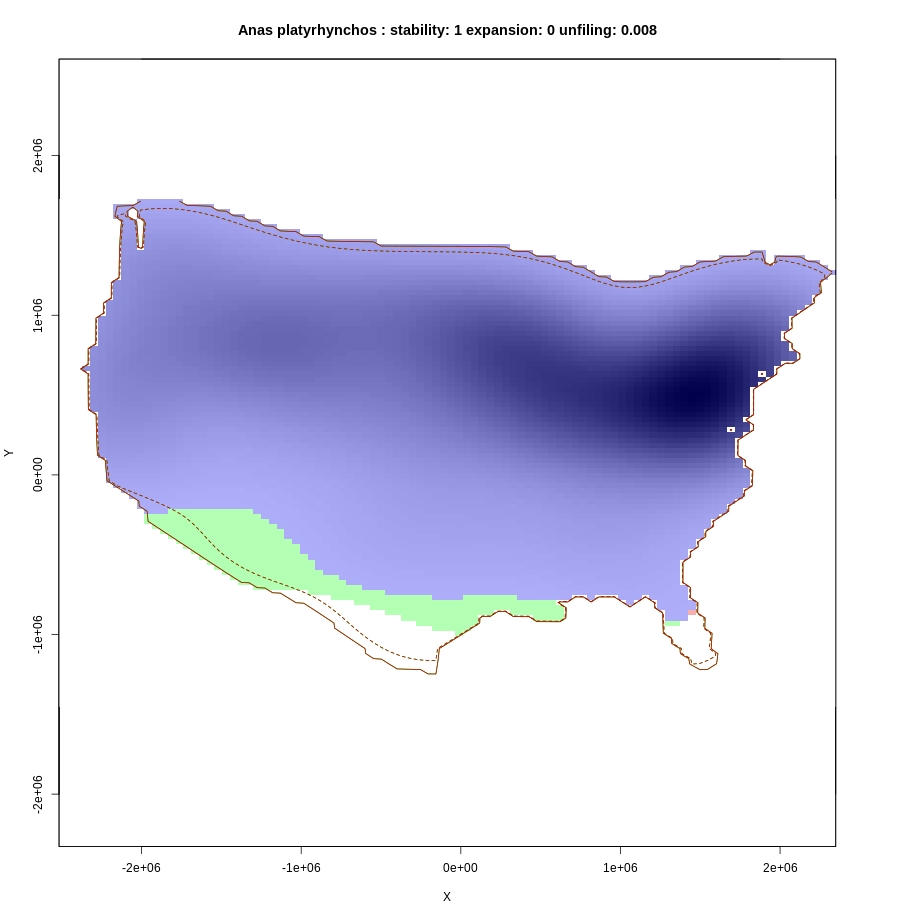 Anas platyrhynchos : stability: 1 expansion: 0 unfiling: 0.008
2e+06
1e+06
0e+00
-1e+06
-2e+06
Y
-2e+06 -1e+06 0e+00 1e+06 2e+06
X